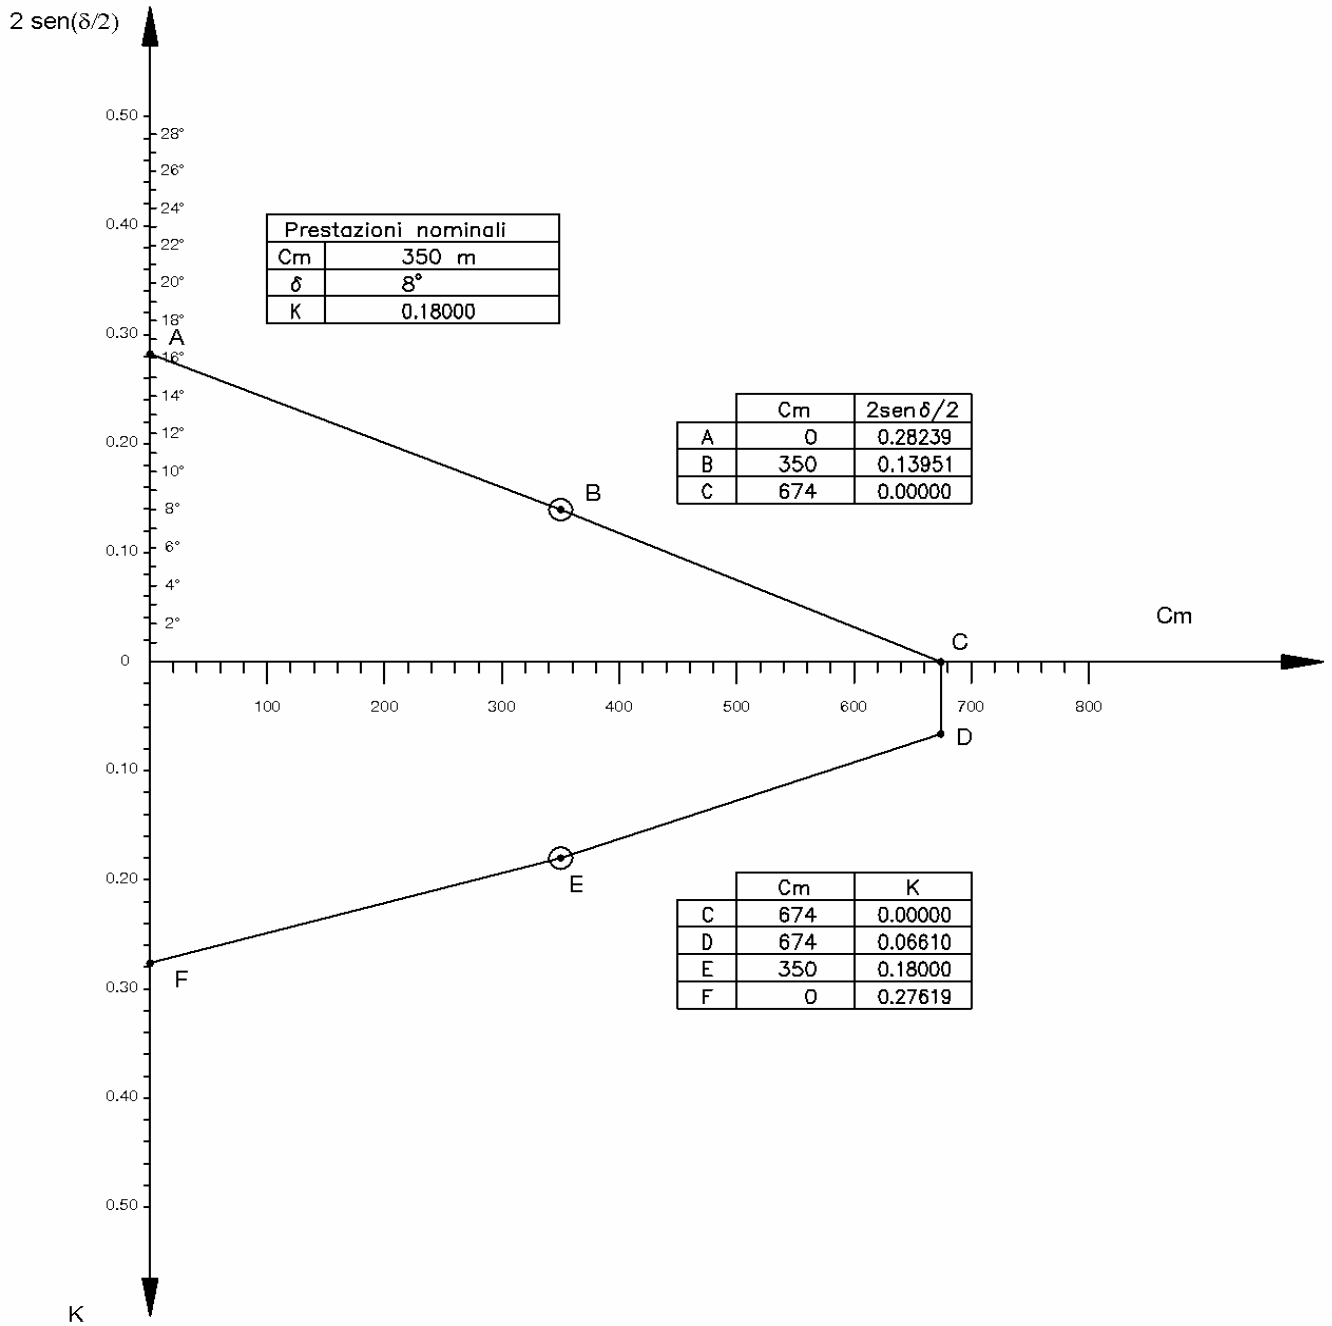 2 sen(δ/2)
0.50
28°
26°
24°
0.40
22°
20°
18°
0.30
16°
14°
12°
0.20
10°
8°
6°
0.10
4°
2°
0
A
B
C
D
E
F
Prestazioni nominali
Cm 350 m
δ 8°
K 0.18000
Cm 2senδ/2
A 0 0.28239
B 350 0.13951
C 674 0.00000
Cm
100 200 300 400 500 600 700 800
0.10
0.20
0.30
0.40
0.50
Cm K
C 674 0.00000
D 674 0.06610
E 350 0.18000
F 0 0.27619
K